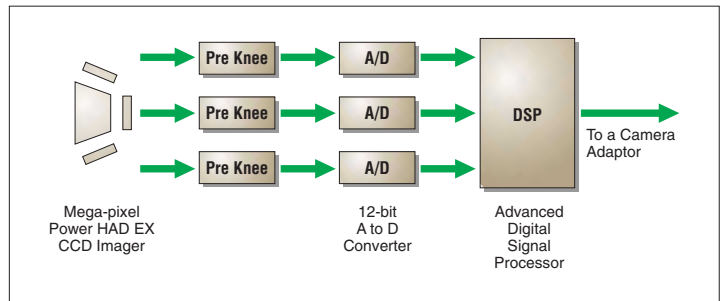 Pre Knee
A/D
Pre Knee
A/D
DSP
Pre Knee
A/D
To a Camera
Adaptor
Mega-pixel
Power HAD EX
CCD Imager
12-bit
A to D
Converter
Advanced
Digital
Signal
Processor